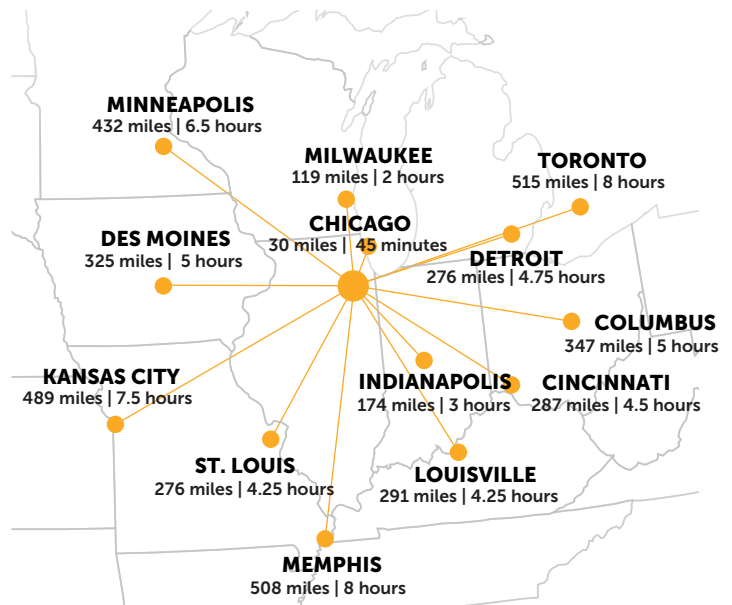 MINNEAPOLIS
432 miles | 6.5 hours
MILWAUKEE
119 miles | 2 hours
TORONTO
515 miles | 8 hours
CHICAGO
30 miles | 45 minutes
DES MOINES
325 miles | 5 hours
DETROIT
276 miles | 4.75 hours
COLUMBUS
347 miles | 5 hours
KANSAS CITY
489 miles | 7.5 hours
INDIANAPOLIS
174 miles | 3 hours
CINCINNATI
287 miles | 4.5 hours
ST. LOUIS
276 miles | 4.25 hours
LOUISVILLE
291 miles | 4.25 hours
MEMPHIS
508 miles | 8 hours